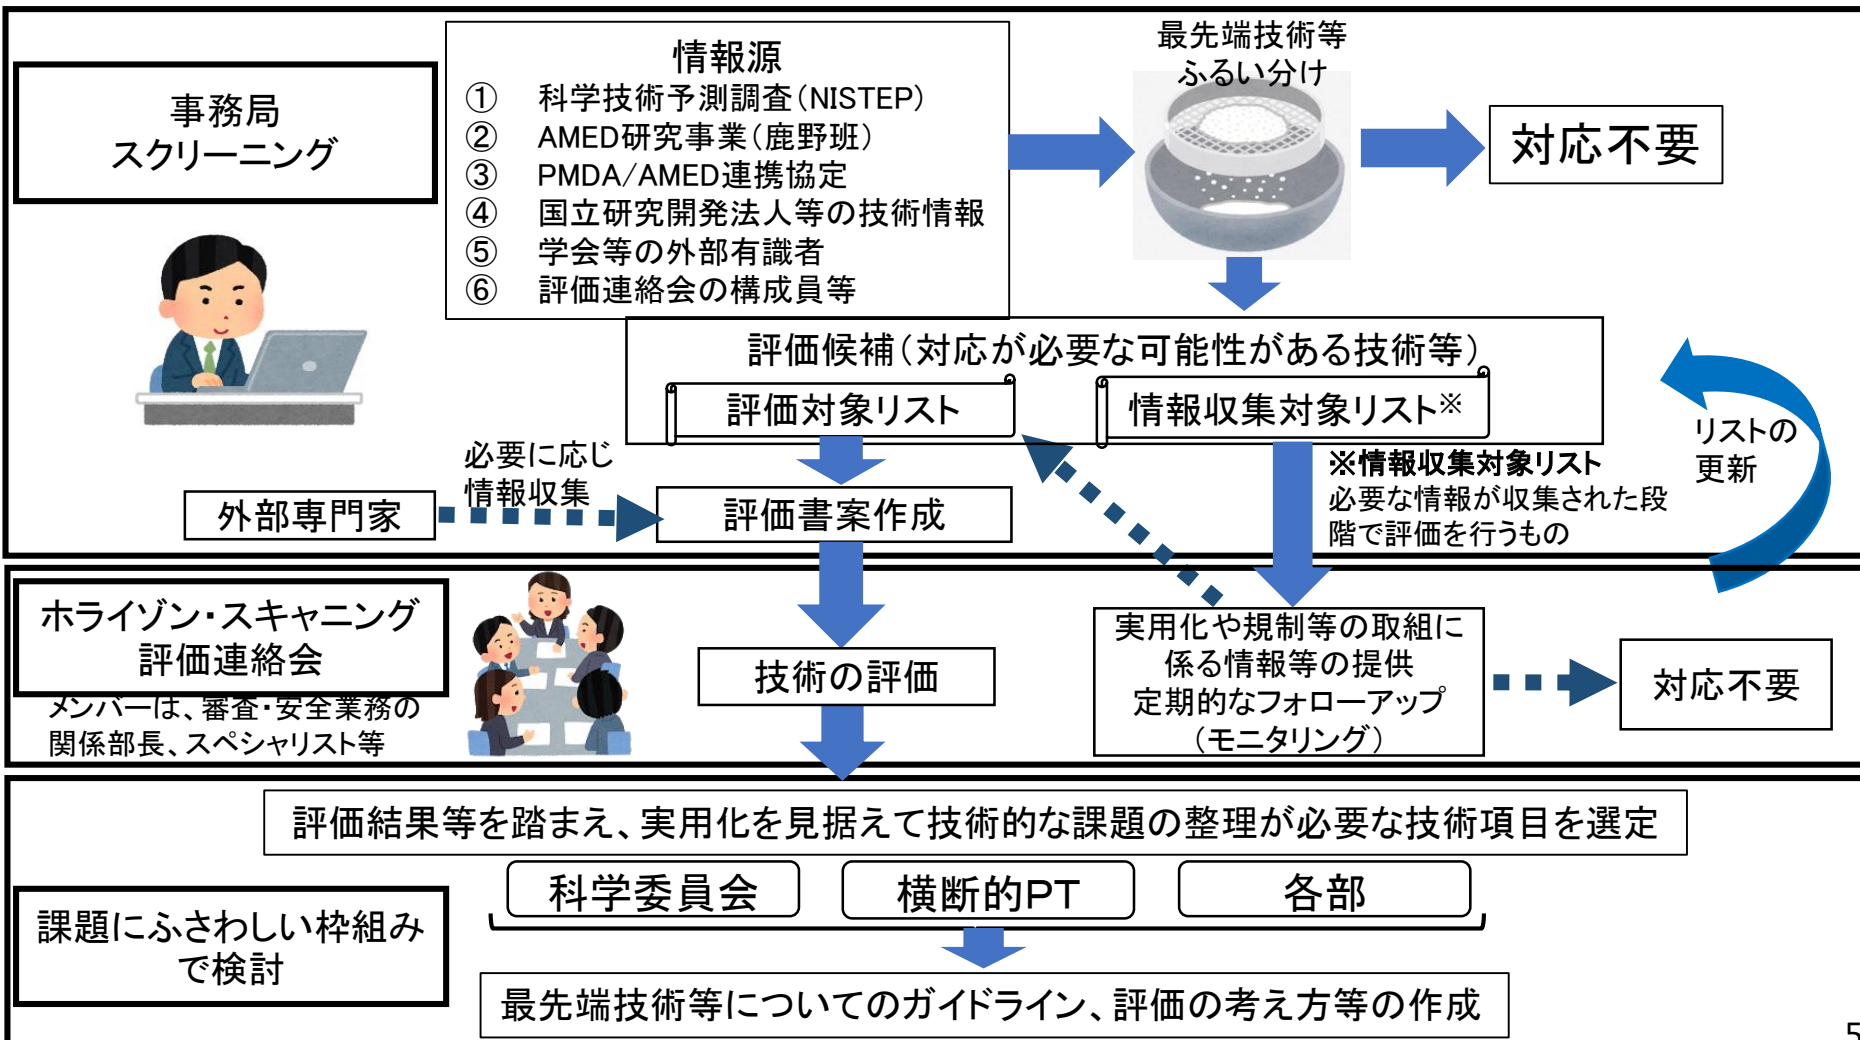 事務局
スクリーニング
情報源
① 科学技術予測調査(NISTEP)
② AMED研究事業(鹿野班)
③ PMDA/AMED連携協定
④ 国立研究開発法人等の技術情報
⑤ 学会等の外部有識者
⑥ 評価連絡会の構成員等
最先端技術等
ふるい分け
対応不要
評価候補(対応が必要な可能性がある技術等)
評価対象リスト
情報収集対象リスト※
リストの
更新
※情報収集対象リスト
必要な情報が収集された段
階で評価を行うもの
必要に応じ
情報収集
外部専門家
評価書案作成
ホライゾン・スキャニング
評価連絡会
メンバーは、審査・安全業務の
関係部長、スペシャリスト等
技術の評価
実用化や規制等の取組に
係る情報等の提供
定期的なフォローアップ
(モニタリング)
対応不要
評価結果等を踏まえ、実用化を見据えて技術的な課題の整理が必要な技術項目を選定
課題にふさわしい枠組み
で検討
科学委員会
横断的PT
各部
最先端技術等についてのガイドライン、評価の考え方等の作成
5